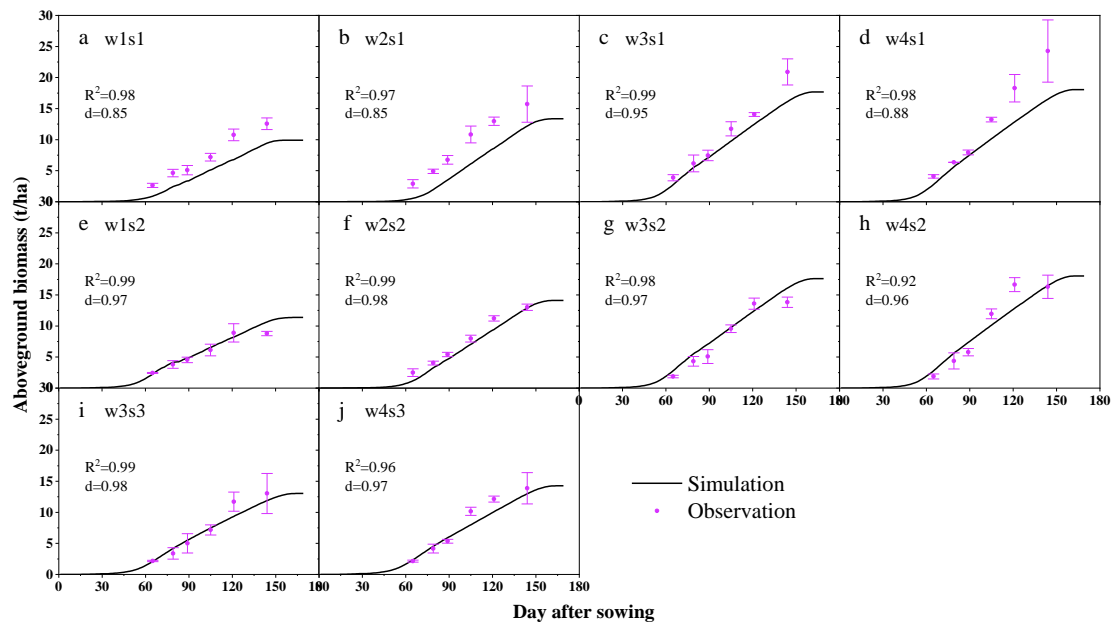 30
a w1s1
b w2s1
c w3s1
d w4s1
25
20
R²=0.98
d=0.85
R²=0.97
d=0.85
R²=0.99
d=0.95
R²=0.98
d=0.88
15
10
5
30
e w1s2
f w2s2
g w3s2
h w4s2
25
20
R²=0.99
d=0.97
R²=0.99
d=0.98
R²=0.98
d=0.97
R²=0.92
d=0.96
15
10
5
30
0 30 60 90 120 150 180 30 60 90 120 150 180
i w3s3
j w4s3
25
20
R²=0.99
d=0.98
R²=0.96
d=0.97
15
10
5
0
Simulation
Observation
0 30 60 90 120 150 180 30 60 90 120 150 180
Aboveground biomass (t/ha)
Day after sowing